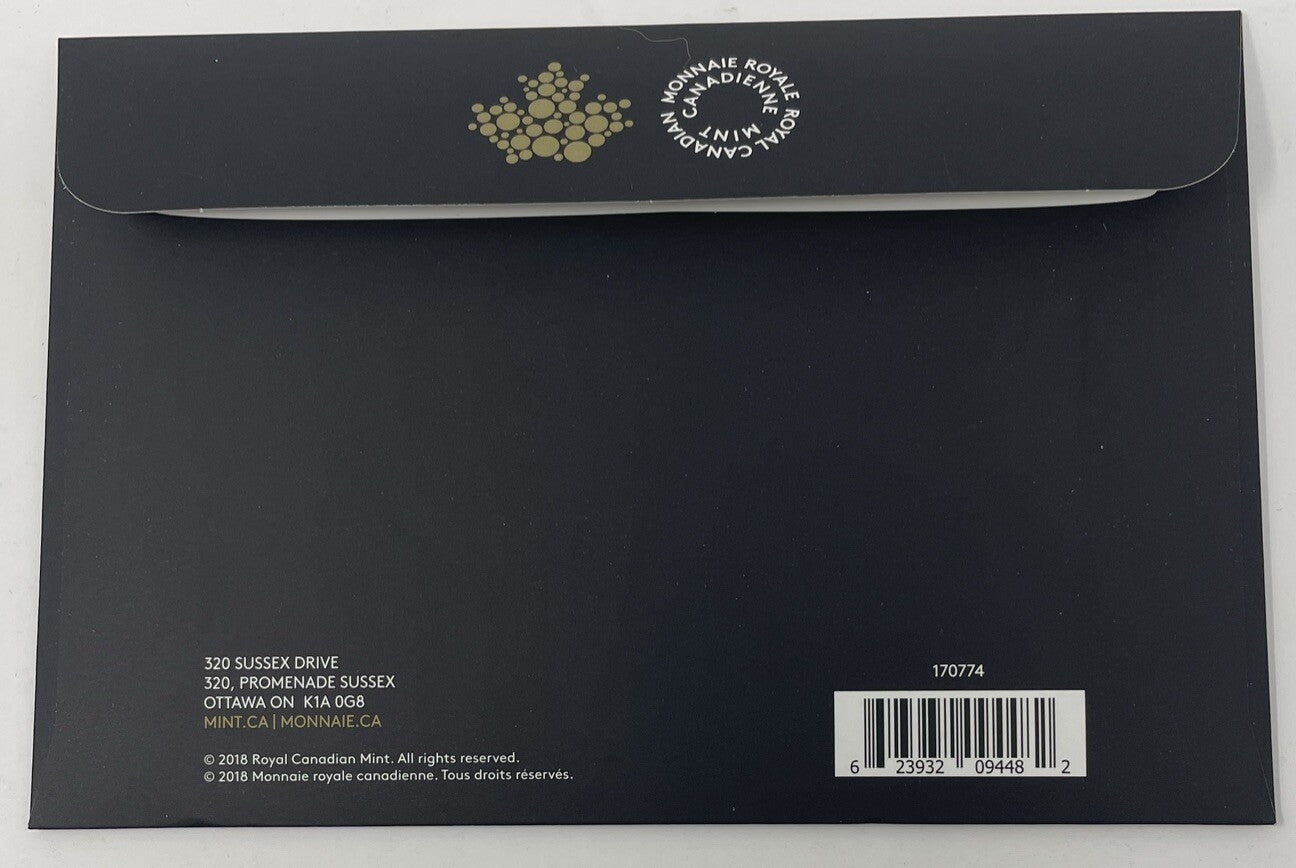 MONNAIE ROYALE CANADIENNE
ROYAL CANADIAN MINT
320 SUSSEX DRIVE
320, PROMENADE SUSSEX
OTTAWA ON K1A 0G8
MINT.CA | MONNAIE.CA
© 2018 Royal Canadian Mint. All rights reserved.
© 2018 Monnaie royale canadienne. Tous droits réservés.
170774
6 23932 09448 2